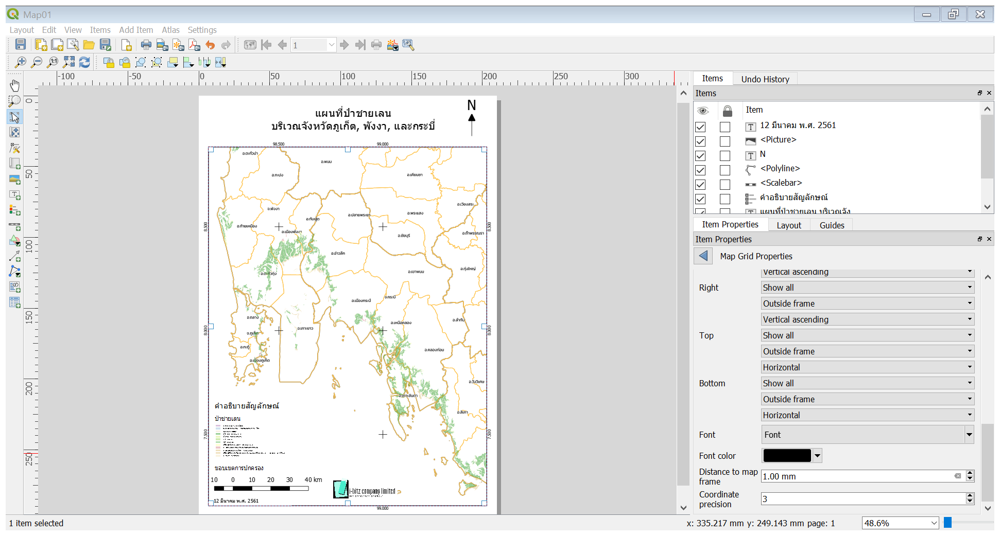 Map01
Layout Edit View Items Add Item Atlas Settings
1
-100 -50 0 50 100 150 200 250 300
0
50
100
150
200
250
แผนที่ป่าชายเลน
บริเวณจังหวัดภูเก็ต, พังงา, และกระบี่
N
98.500 99.000
อ.ตะกั่วป่า
อ.พนม
อ.กะปง
อ.เคียนซา
อ.เวียงสระ
จ.พังงา
อ.ปลายพระยา
อ.พระแสง
อ.ทับปุด
8.500
อ.ท้ายเหมือง
8.500
อ.เมืองพังงา
อ.ชัยบุรี
อ.ถ้ำพรรณรา
อ.อ่าวลึก
อ.ตะกั่วทุ่ง
อ.เขาพนม
อ.ทุ่งใหญ่
อ.เมืองกระบี่
จ.กระบี่
อ.ถลาง
อ.เหนือคลอง
อ.ลำทับ
8.000
อ.เกาะยาว
8.000
จ.ภูเก็ต
อ.กะทู้
อ.คลองท่อม
อ.เมืองภูเก็ต
อ.วังวิเศษ
อ.เกาะลันตา
อ.สิเกา
คำอธิบายสัญลักษณ์
ป่าชายเลน
7.500
7.500
ขอบเขตการปกครอง
10 0 10 20 30 40 km
i-bitz company limited
12 มีนาคม พ.ศ. 2561
99.000
Items Undo History
Items
Item
12 มีนาคม พ.ศ. 2561
<Picture>
N
<Polyline>
<Scalebar>
คำอธิบายสัญลักษณ์
แผนที่ป่าชายเลน บริเวณจัง
Item Properties Layout Guides
Item Properties
Map Grid Properties
Vertical ascending
Right Show all
Outside frame
Vertical ascending
Top Show all
Outside frame
Horizontal
Bottom Show all
Outside frame
Horizontal
Font Font
Font color
Distance to map frame 1.00 mm
Coordinate precision 3
1 item selected
x: 335.217 mm y: 249.143 mm page: 1
48.6%